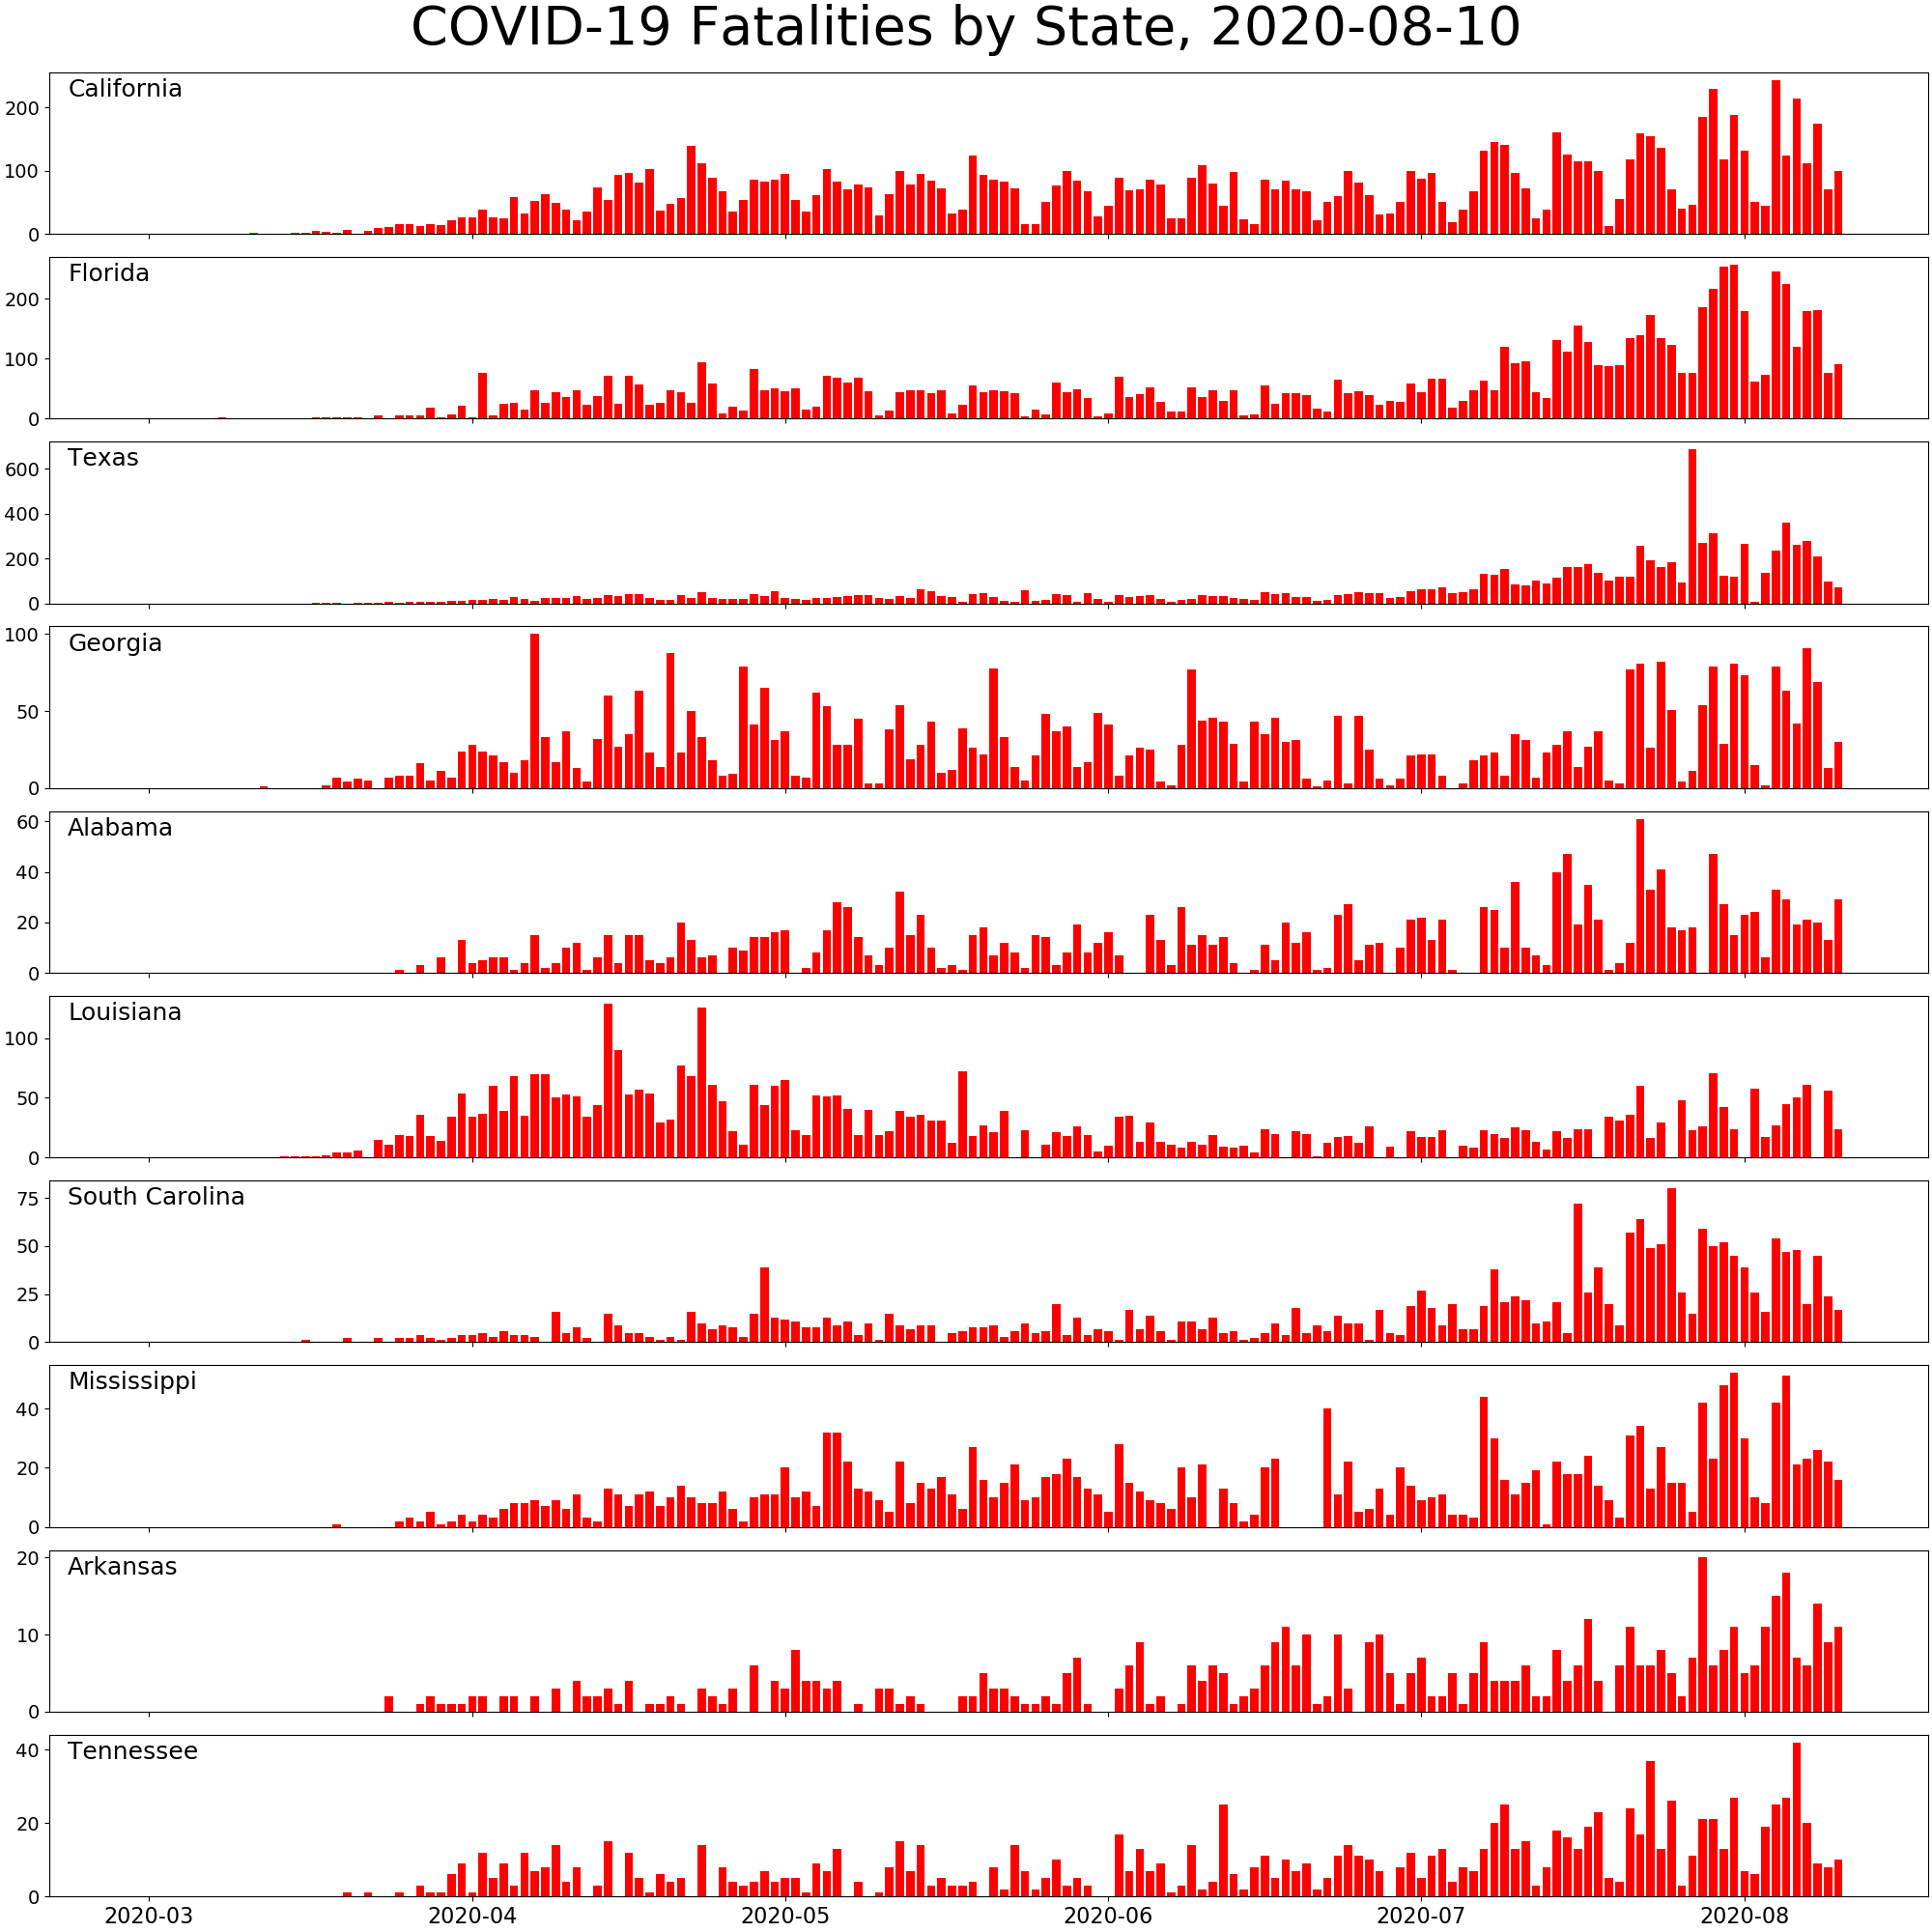 COVID-19 Fatalities by State, 2020-08-10
California
200
100
0
Florida
200
100
0
Texas
600
400
200
0
Georgia
100
50
0
Alabama
60
40
20
0
Louisiana
100
50
0
South Carolina
75
50
25
0
Mississippi
40
20
0
Arkansas
20
10
0
Tennessee
40
20
0
2020-03 2020-04 2020-05 2020-06 2020-07 2020-08